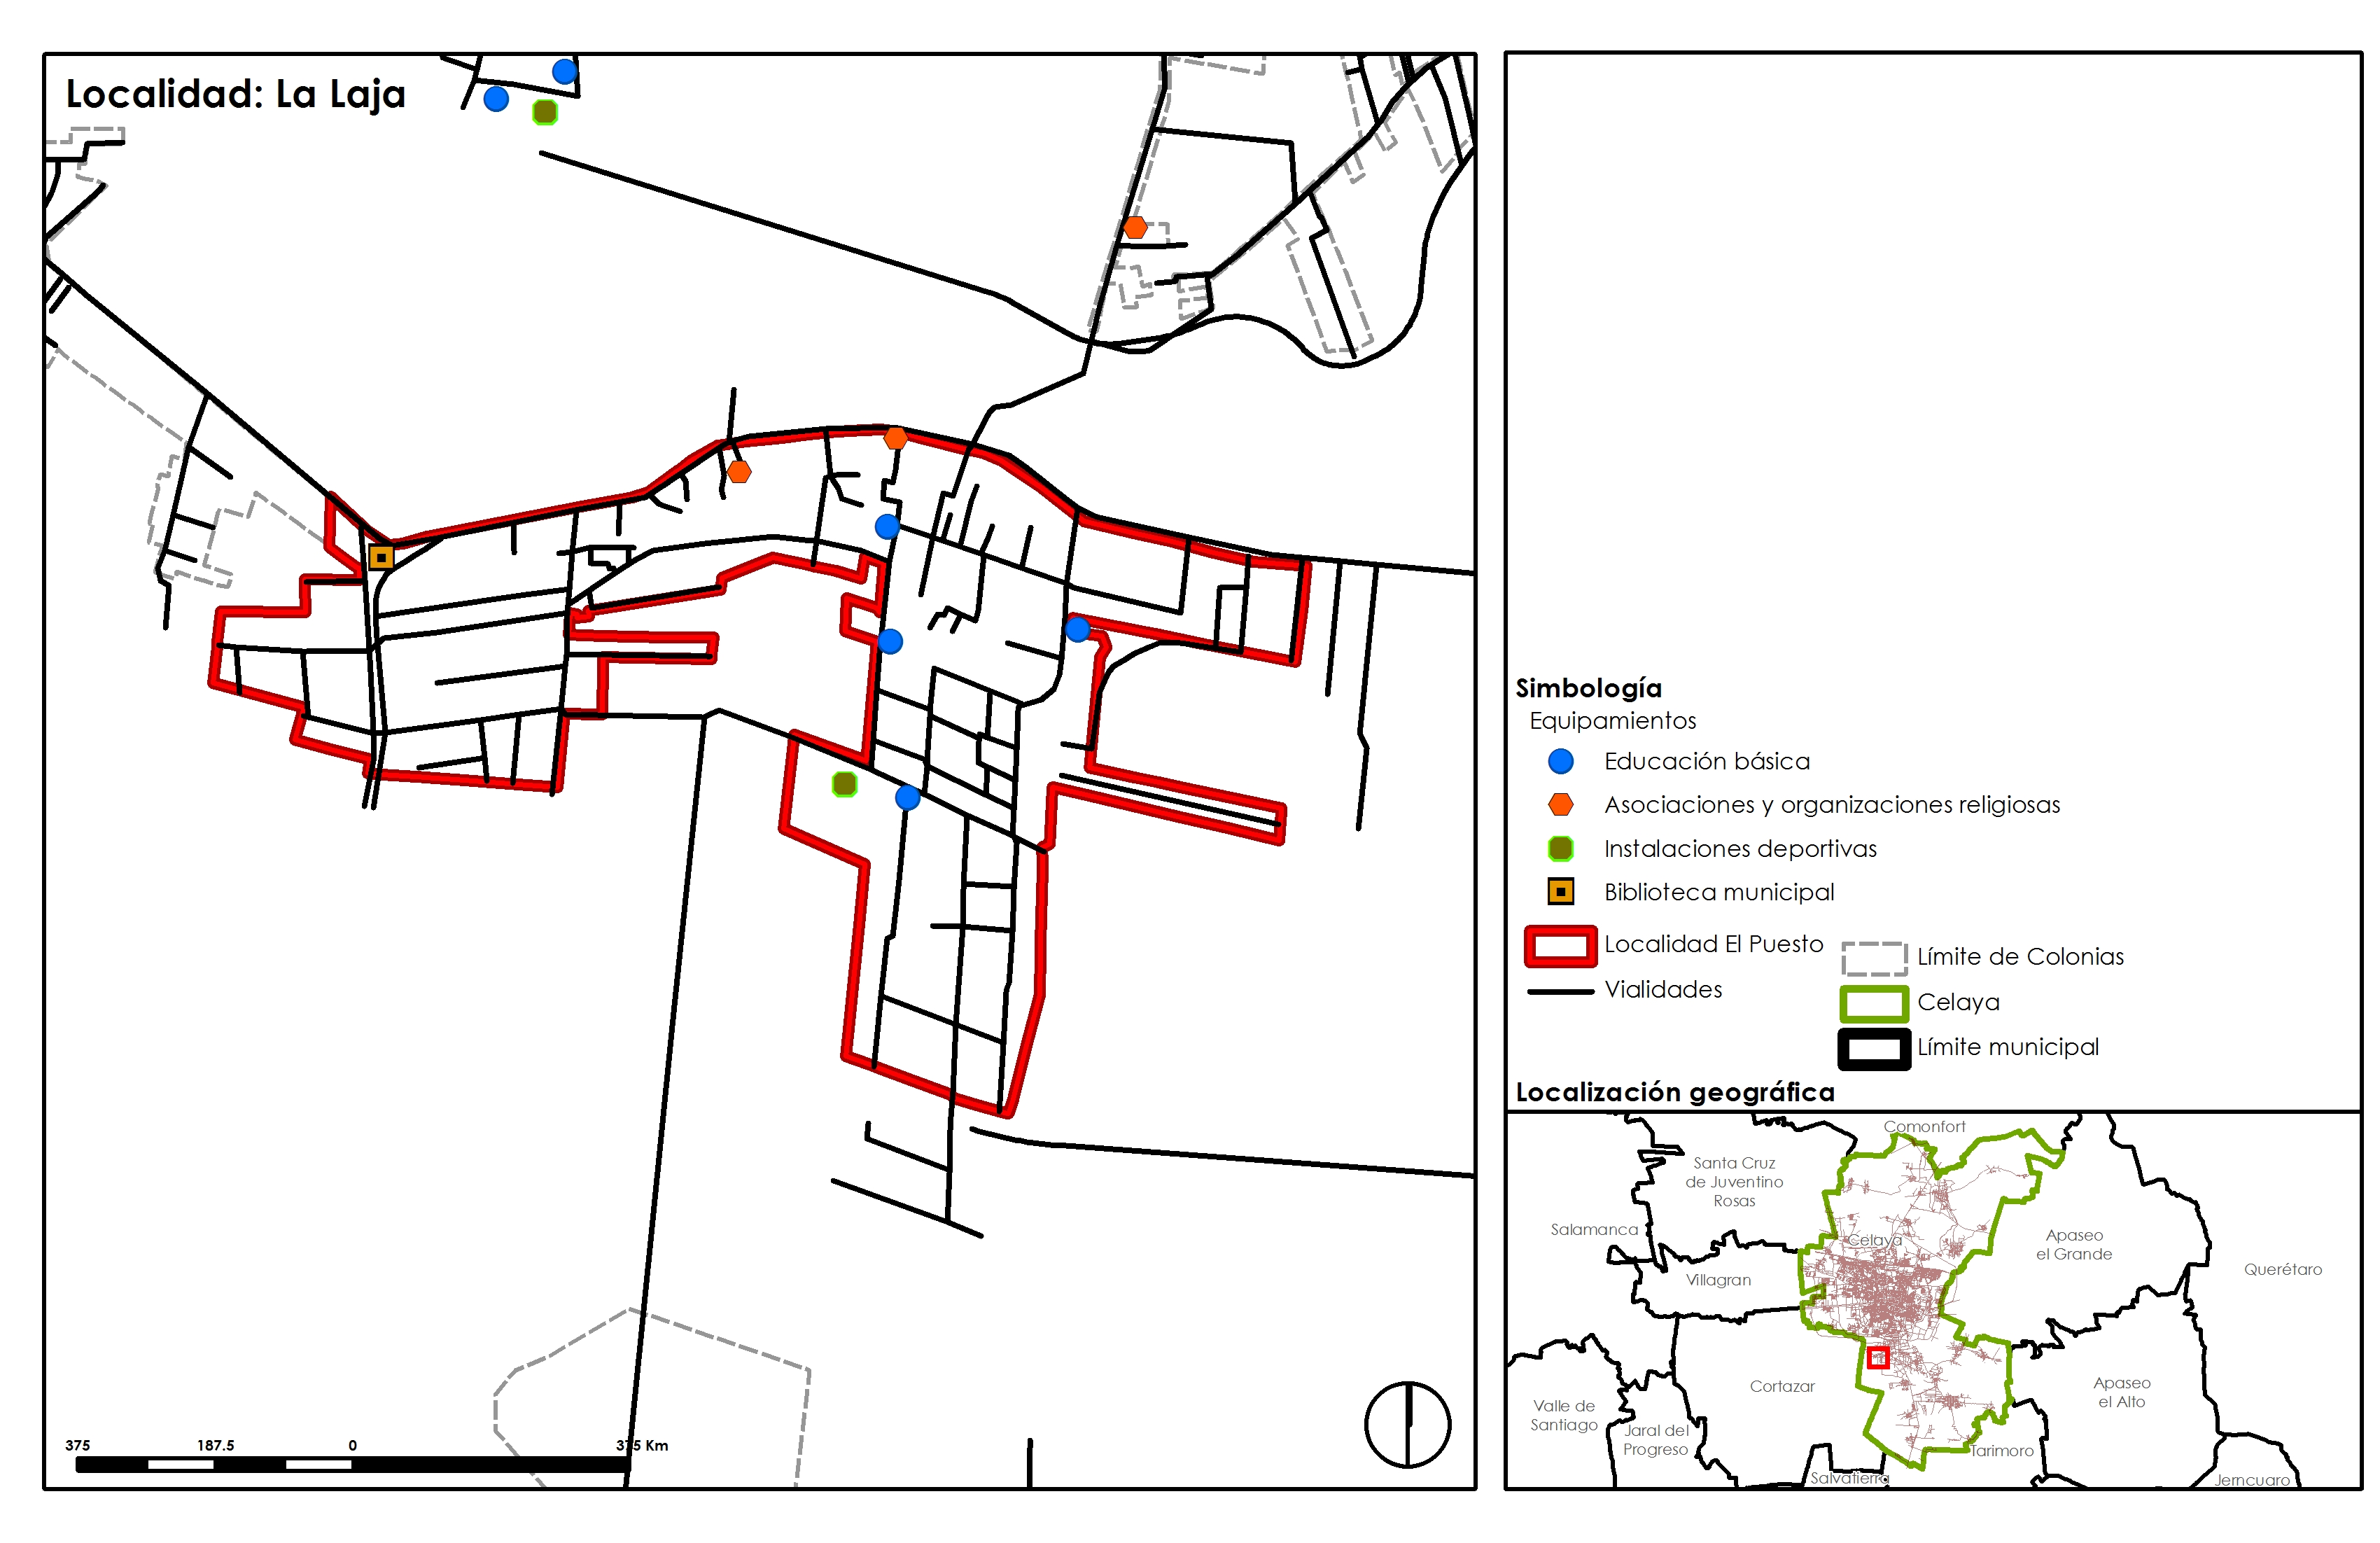 Localidad: La Laja
375 187.5 0 375 Km
Simbología
Equipamientos
Educación básica
Asociaciones y organizaciones religiosas
Instalaciones deportivas
Biblioteca municipal
Localidad El Puesto
Vialidades
Límite de Colonias
Celaya
Límite municipal
Localización geográfica
Comonfort
Santa Cruz
de Juventino
Rosas
Salamanca
Celaya
Apaseo
el Grande
Villagran
Querétaro
Cortazar
Apaseo
el Alto
Valle de
Santiago
Jaral del
Progreso
Tarimoro
Salvatierra
Jerncuaro